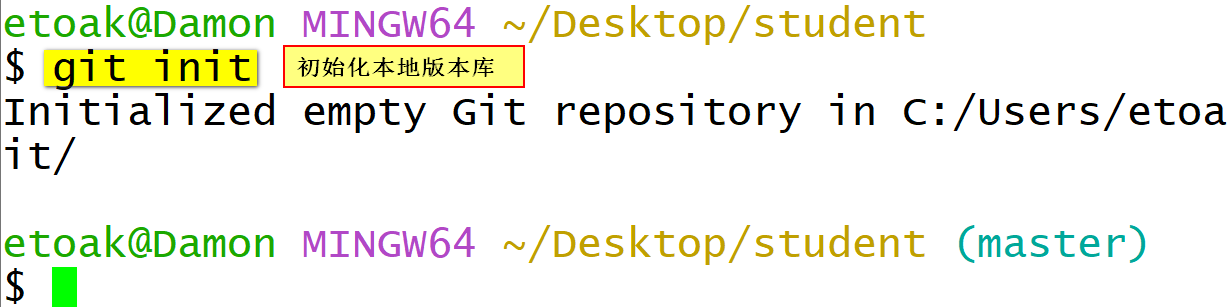 etoak@Damon MINGW64 ~/Desktop/student
$ git init 初始化本地版本库
Initialized empty Git repository in C:/Users/etoa
it/
etoak@Damon MINGW64 ~/Desktop/student (master)
$